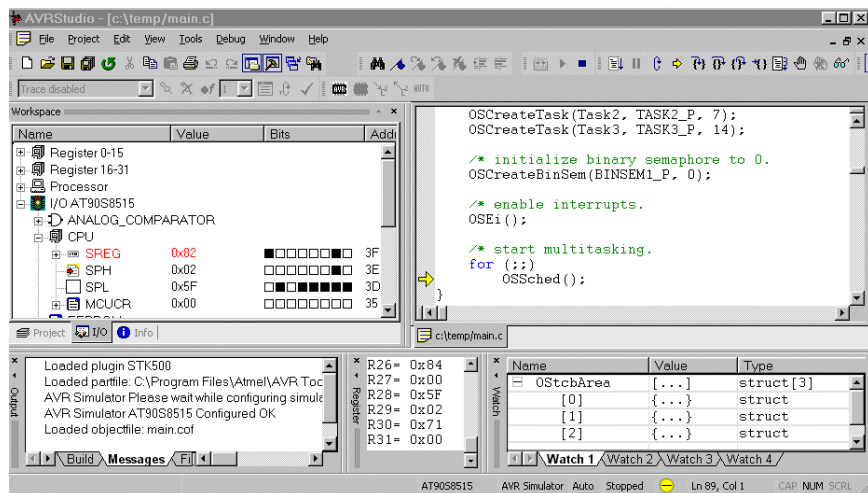 AVRStudio - [c:\temp/main.c]
File Project Edit View Tools Debug Window Help
Trace disabled 1 AVR AUTO
Workspace
Name Value Bits
Register 0-15
Register 16-31
Processor
I/O AT90S8515
ANALOG_COMPARATOR
CPU
SREG 0x82 3F
SPH 0x02 3E
SPL 0x5F 3D
MCUCR 0x00 35
Project I/O Info
OSCreateTask(Task2, TASK2_P, 7);
OSCreateTask(Task3, TASK3_P, 14);
/* initialize binary semaphore to 0.
OSCreateBinSem(BINSEM1_P, 0);
/* enable interrupts.
OSEi();
/* start multitasking.
for (;;)
OSSched();
}
c:\temp/main.c
Output
Loaded plugin STK500
Loaded partfile: C:\Program Files\Atmel\AVR Too
AVR Simulator Please wait while configuring simula
AVR Simulator AT90S8515 Configured OK
Loaded objectfile: main.cof
Build Messages
Register
R26= 0x84
R27= 0x00
R28= 0x5F
R29= 0x02
R30= 0x71
R31= 0x00
Watch
Name Value Type
OStcbArea [...] struct[3]
[0] {...} struct
[1] {...} struct
[2] {...} struct
Watch 1 Watch 2 Watch 3 Watch 4
AT90S8515 AVR Simulator Auto Stopped Ln 89, Col 1 CAP NUM SCRL